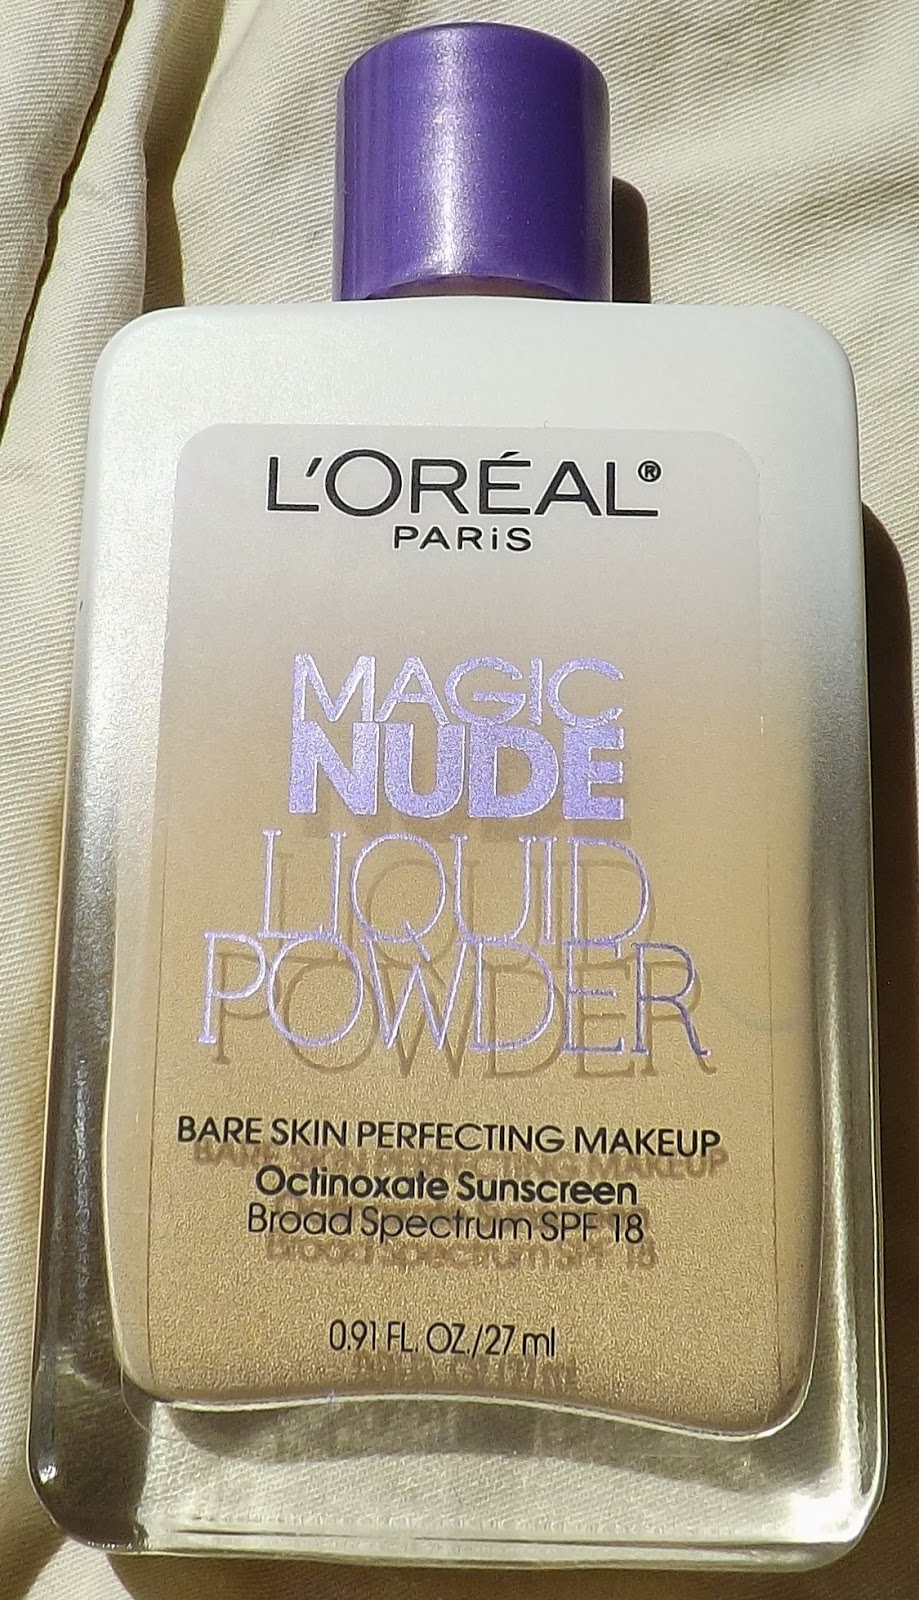 L'ORÉAL®
PARiS
MAGIC
NUDE
LIQUID
POWDER
BARE SKIN PERFECTING MAKEUP
Octinoxate Sunscreen
Broad Spectrum SPF 18
0.91 FL. OZ./27 ml